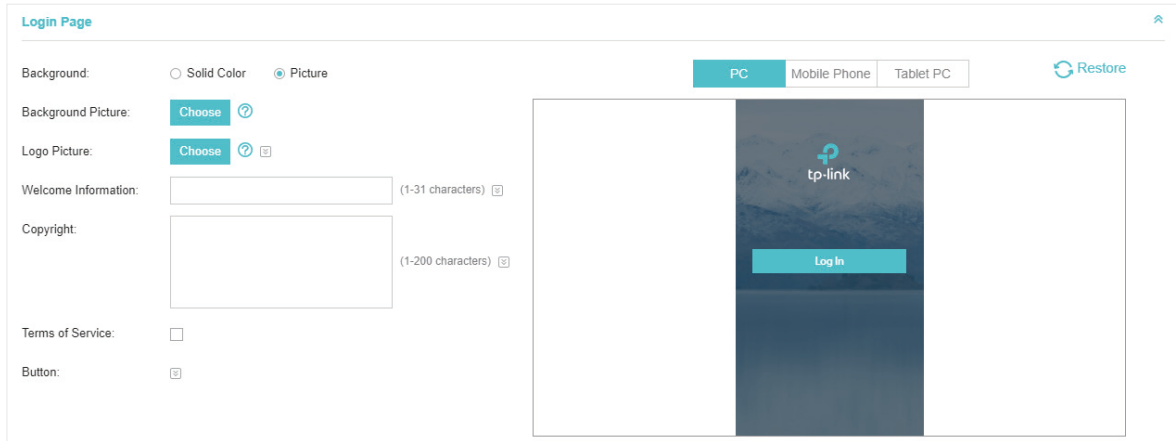 Login Page
Background:
Solid Color
Picture
Background Picture:
Choose
Logo Picture:
Choose
Welcome Information:
(1-31 characters)
Copyright:
(1-200 characters)
Terms of Service:
Button:
PC
Mobile Phone
Tablet PC
Restore
tp-link
Log In